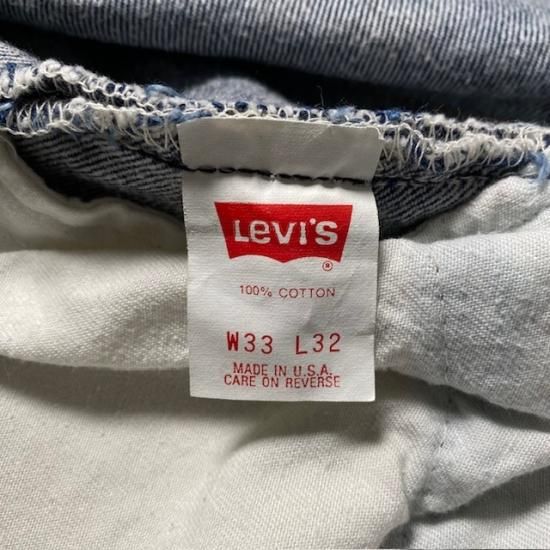 Levi's
®
100% COTTON
W33 L32
MADE IN U.S.A.
CARE ON REVERSE